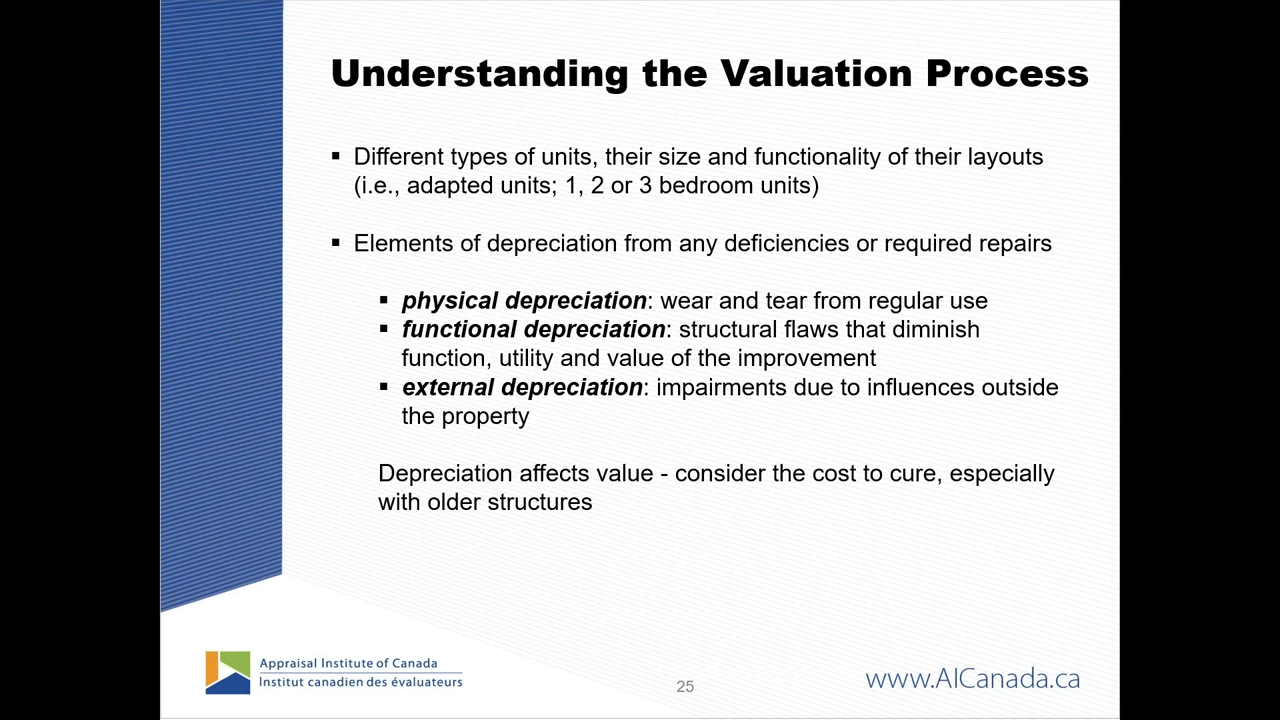 Understanding the Valuation Process
▪ Different types of units, their size and functionality of their layouts
(i.e., adapted units; 1, 2 or 3 bedroom units)
▪ Elements of depreciation from any deficiencies or required repairs
▪ physical depreciation: wear and tear from regular use
▪ functional depreciation: structural flaws that diminish
function, utility and value of the improvement
▪ external depreciation: impairments due to influences outside
the property
Depreciation affects value - consider the cost to cure, especially
with older structures
Appraisal Institute of Canada
Institut canadien des évaluateurs
25
www.AICanada.ca